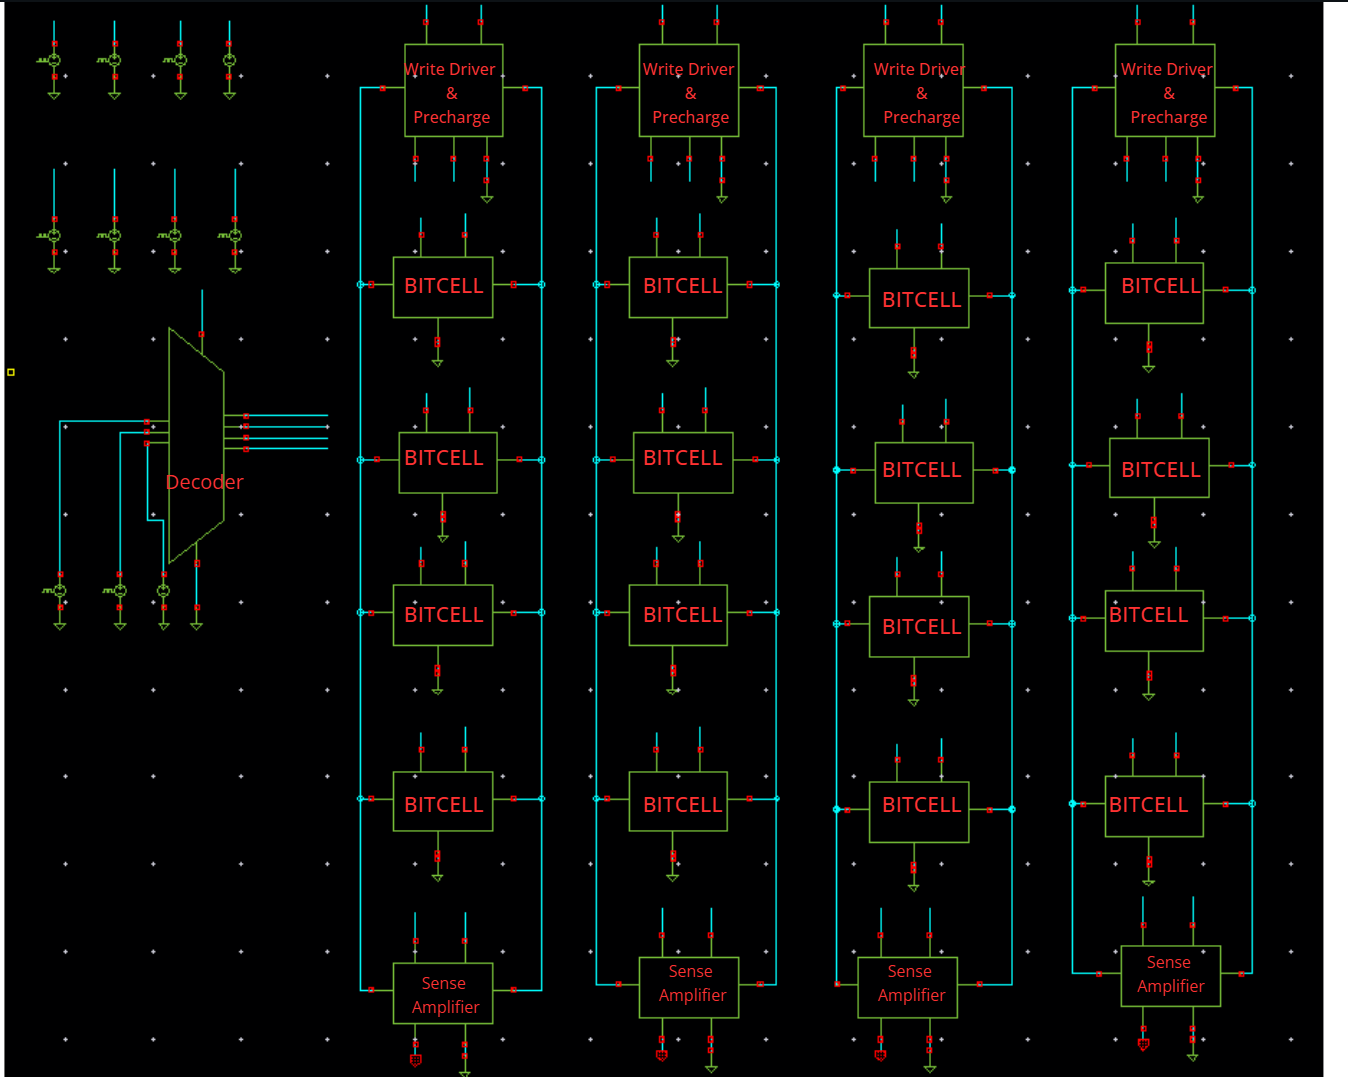 Write Driver
&
Precharge
Write Driver
&
Precharge
Write Driver
&
Precharge
Write Driver
&
Precharge
BITCELL
BITCELL
BITCELL
BITCELL
BITCELL
BITCELL
BITCELL
BITCELL
Decoder
BITCELL
BITCELL
BITCELL
BITCELL
BITCELL
BITCELL
BITCELL
BITCELL
Sense
Amplifier
Sense
Amplifier
Sense
Amplifier
Sense
Amplifier